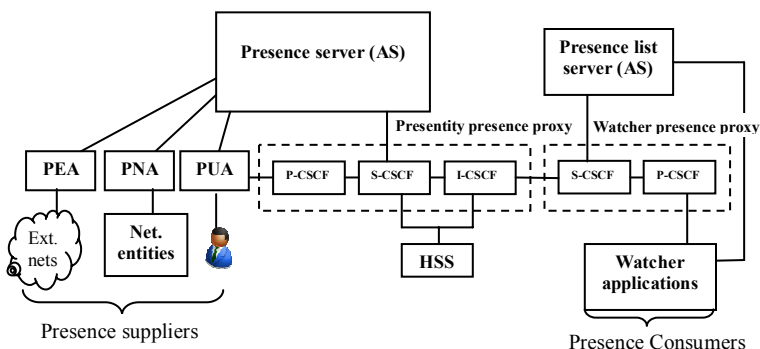 Presence server (AS)
Presence list
server (AS)
Presentity presence proxy
Watcher presence proxy
PEA
PNA
PUA
P-CSCF
S-CSCF
I-CSCF
S-CSCF
P-CSCF
Ext.
nets
Net.
entities
HSS
Watcher
applications
Presence suppliers
Presence Consumers